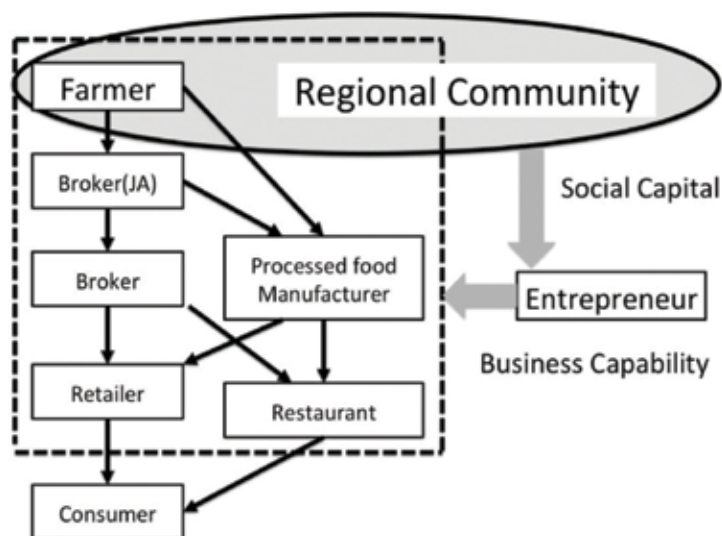 Farmer
Regional Community
Broker(JA)
Social Capital
Processed food
Manufacturer
Broker
Entrepreneur
Business Capability
Retailer
Restaurant
Consumer